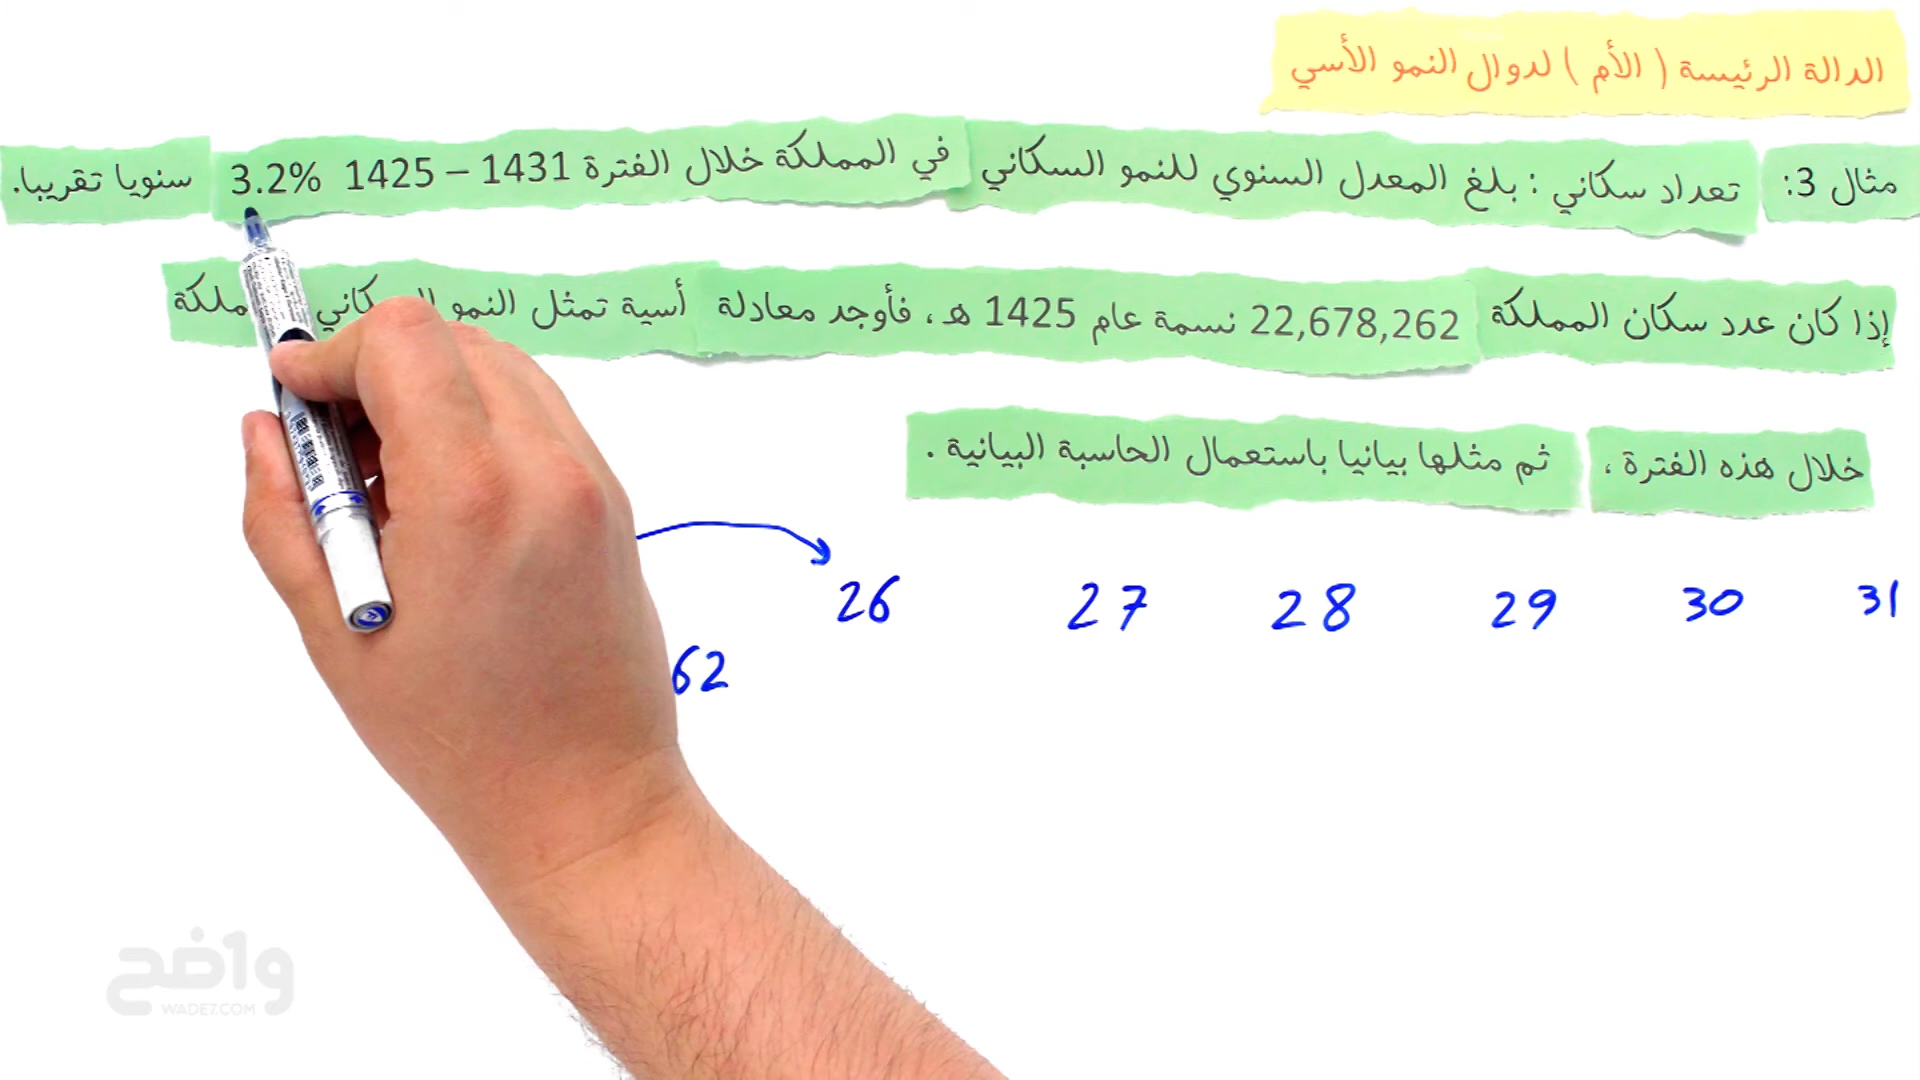 الدالة الرئيسة ( الأم ) لدوال النمو الأسي
مثال 3: تعداد سكاني : بلغ المعدل السنوي للنمو السكاني في المملكة خلال الفترة 1431 – 1425 3.2% سنويا تقريبا.
إذا كان عدد سكان المملكة 22,678,262 نسمة عام 1425 هـ ، فأوجد معادلة أسية تمثل النمو
خلال هذه الفترة ، ثم مثلها بيانيا باستعمال الحاسبة البيانية .
26 27 28 29 30 31
62
واضح
WADE7.COM